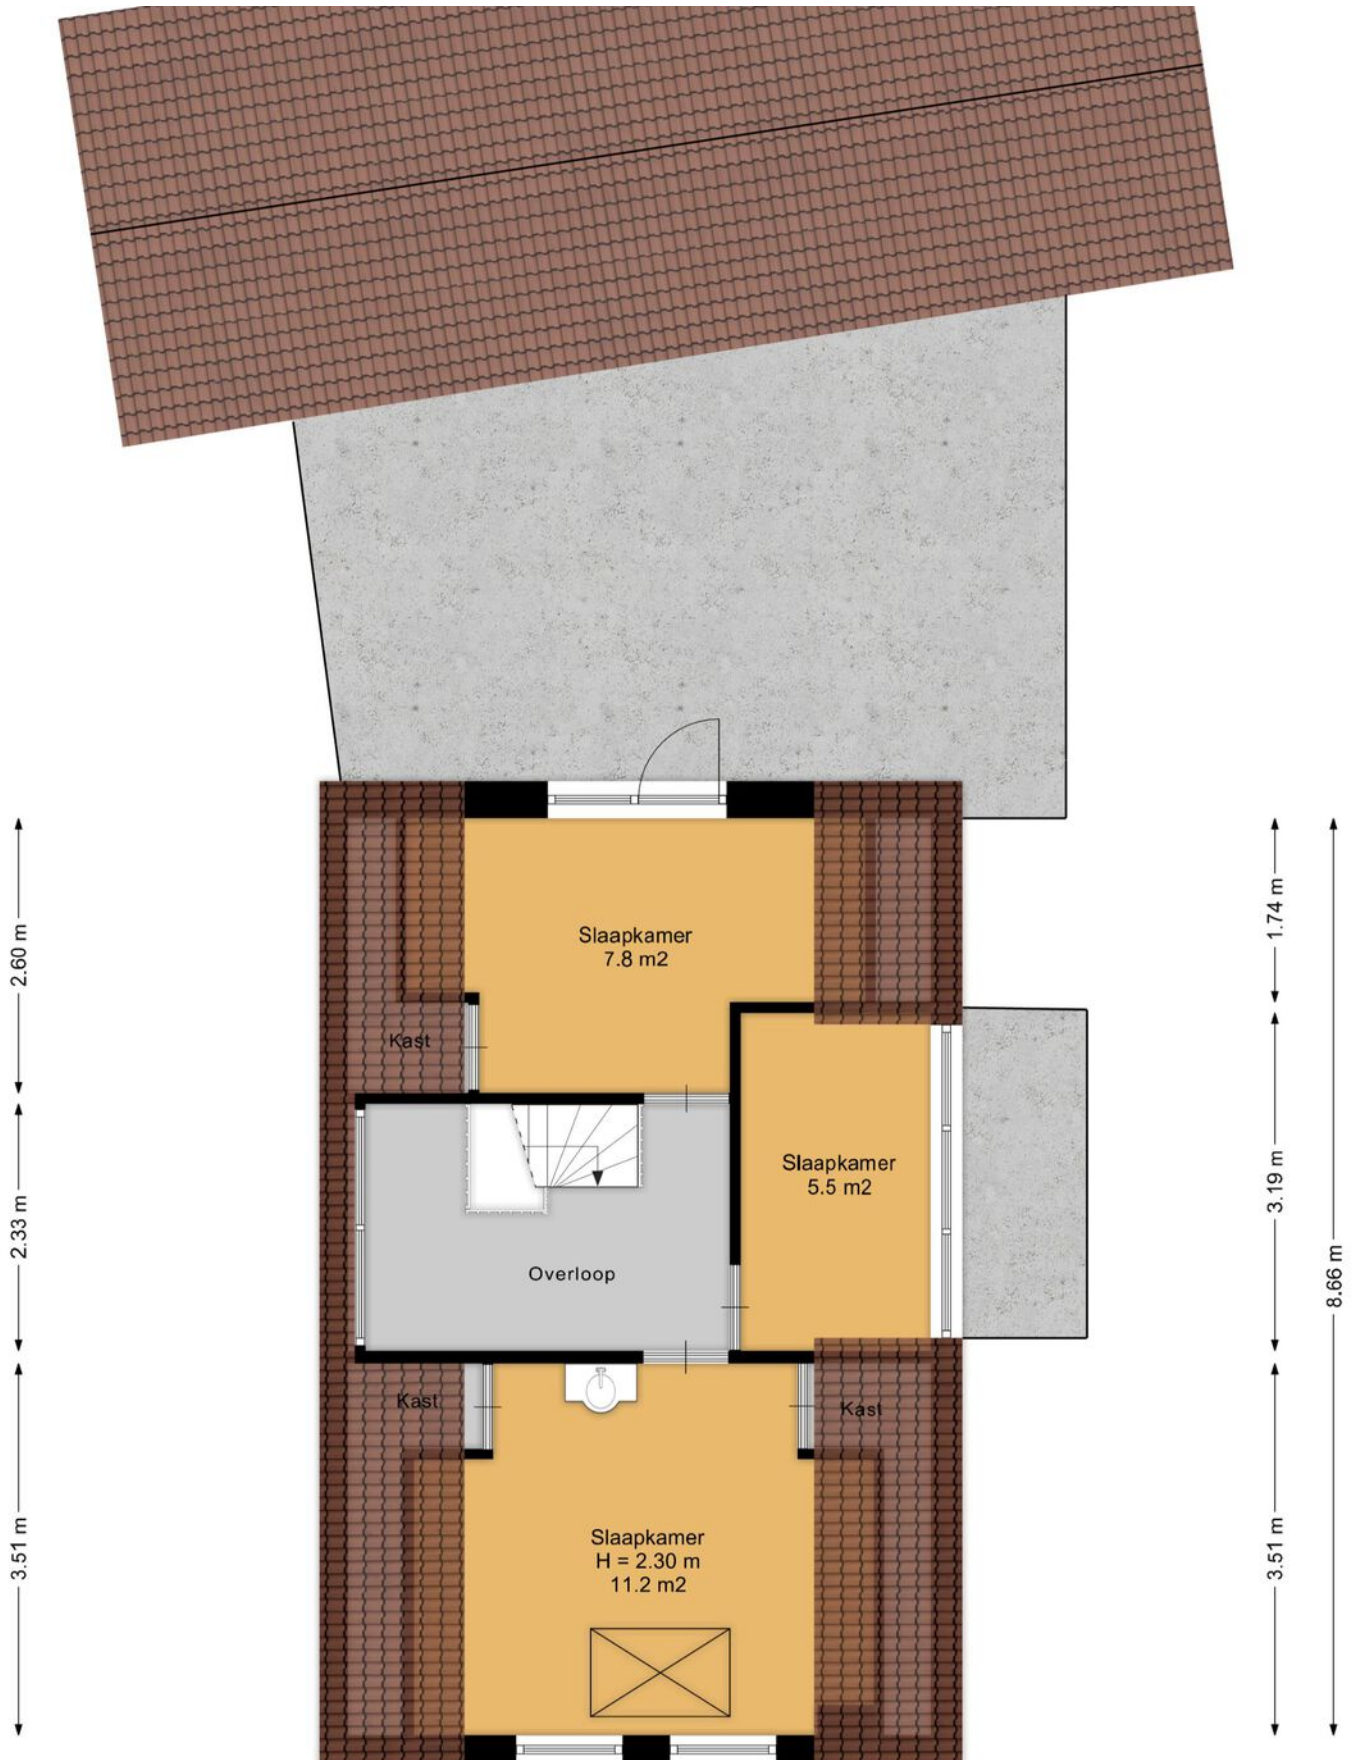 Slaapkamer
7.8 m2
1.74 m
2.60 m
Kast
Slaapkamer
5.5 m2
3.19 m
2.33 m
Overloop
8.66 m
Kast
Kast
Slaapkamer
H = 2.30 m
11.2 m2
3.51 m
3.51 m